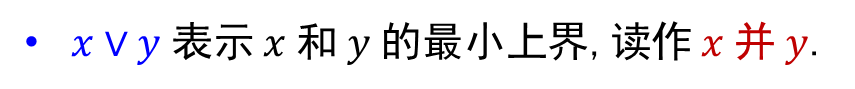 • x ∨ y 表示 x 和 y 的最小上界, 读作 x 并 y.